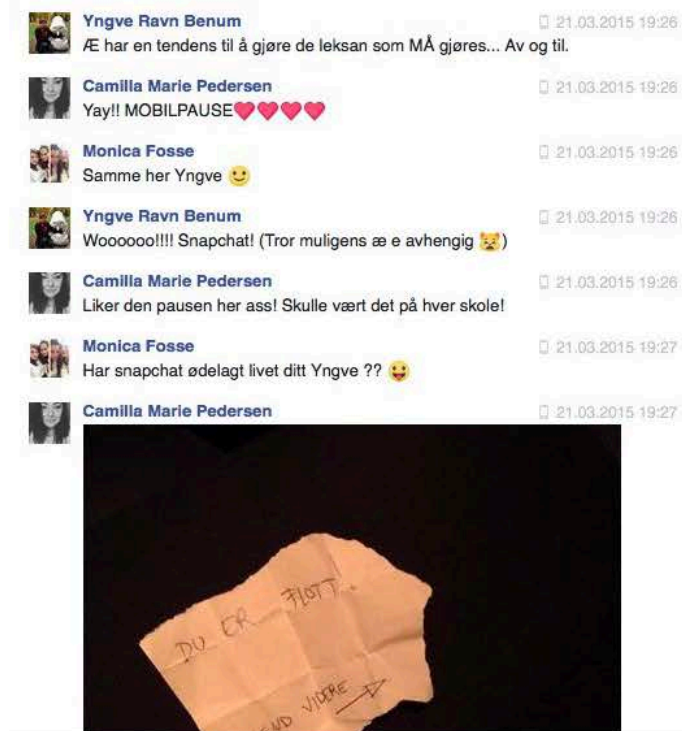 Yngve Ravn Benum 21.03.2015 19:26
Æ har en tendens til å gjøre de leksan som MÅ gjøres... Av og til.
Camilla Marie Pedersen 21.03.2015 19:26
Yay!! MOBILPAUSE❤❤❤❤
Monica Fosse 21.03.2015 19:26
Samme her Yngve 🙂
Yngve Ravn Benum 21.03.2015 19:26
Woooooo!!!! Snapchat! (Tror muligens æ e avhengig 😿)
Camilla Marie Pedersen 21.03.2015 19:26
Liker den pausen her ass! Skulle vært det på hver skole!
Monica Fosse 21.03.2015 19:27
Har snapchat ødelagt livet ditt Yngve ?? 😛
Camilla Marie Pedersen 21.03.2015 19:27
DU ER FLOTT.
VIDERE →